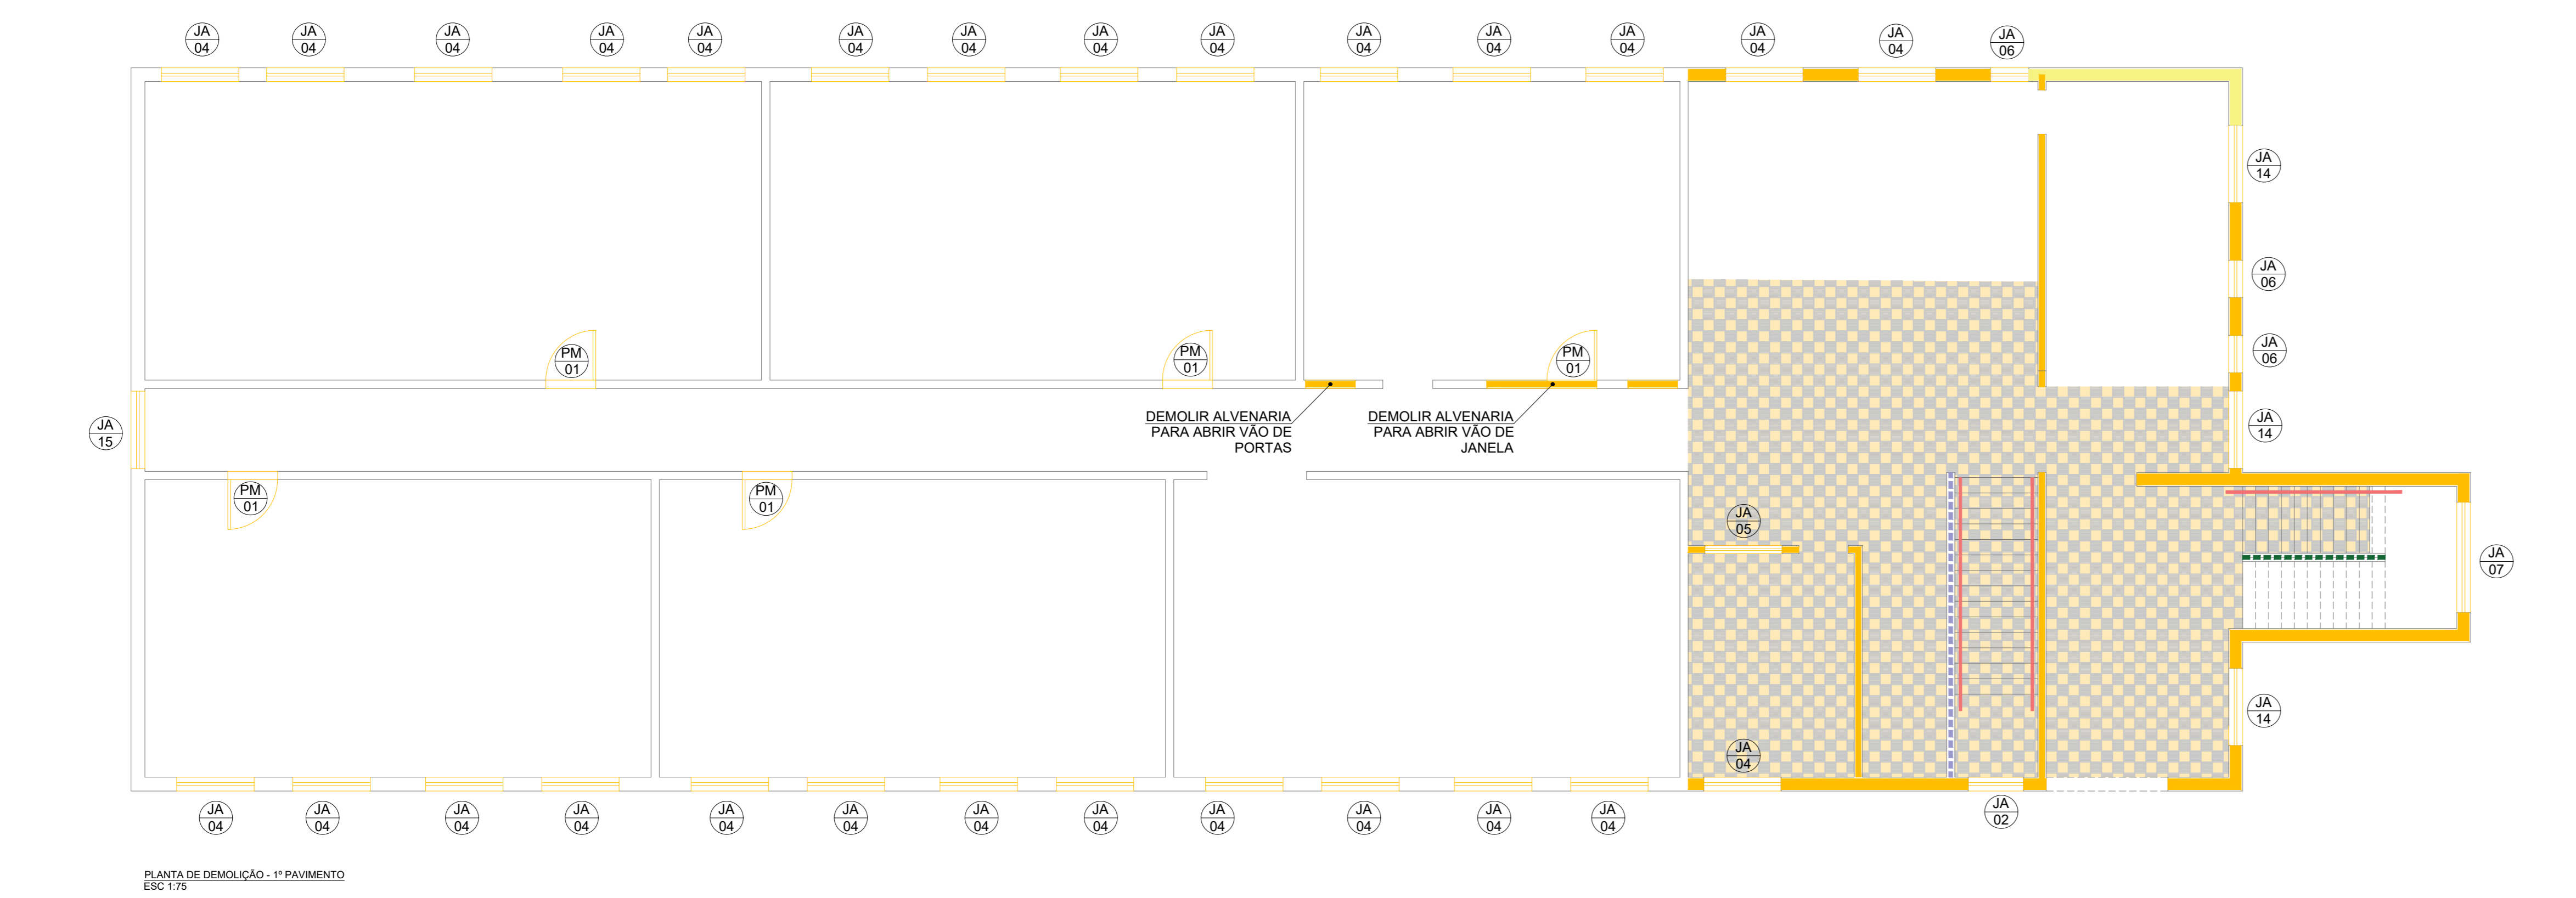 JA
04
JA
04
JA
04
JA
04
JA
04
JA
04
JA
04
JA
04
JA
04
JA
04
JA
04
JA
04
JA
04
JA
04
JA
06
JA
14
JA
06
JA
06
PM
01
PM
01
PM
01
JA
15
DEMOLIR ALVENARIA
PARA ABRIR VÃO DE
PORTAS
DEMOLIR ALVENARIA
PARA ABRIR VÃO DE
JANELA
JA
14
PM
01
PM
01
JA
05
JA
07
JA
14
JA
04
JA
04
JA
04
JA
04
JA
04
JA
04
JA
04
JA
04
JA
04
JA
04
JA
04
JA
04
JA
04
JA
02
PLANTA DE DEMOLIÇÃO - 1º PAVIMENTO
ESC 1:75